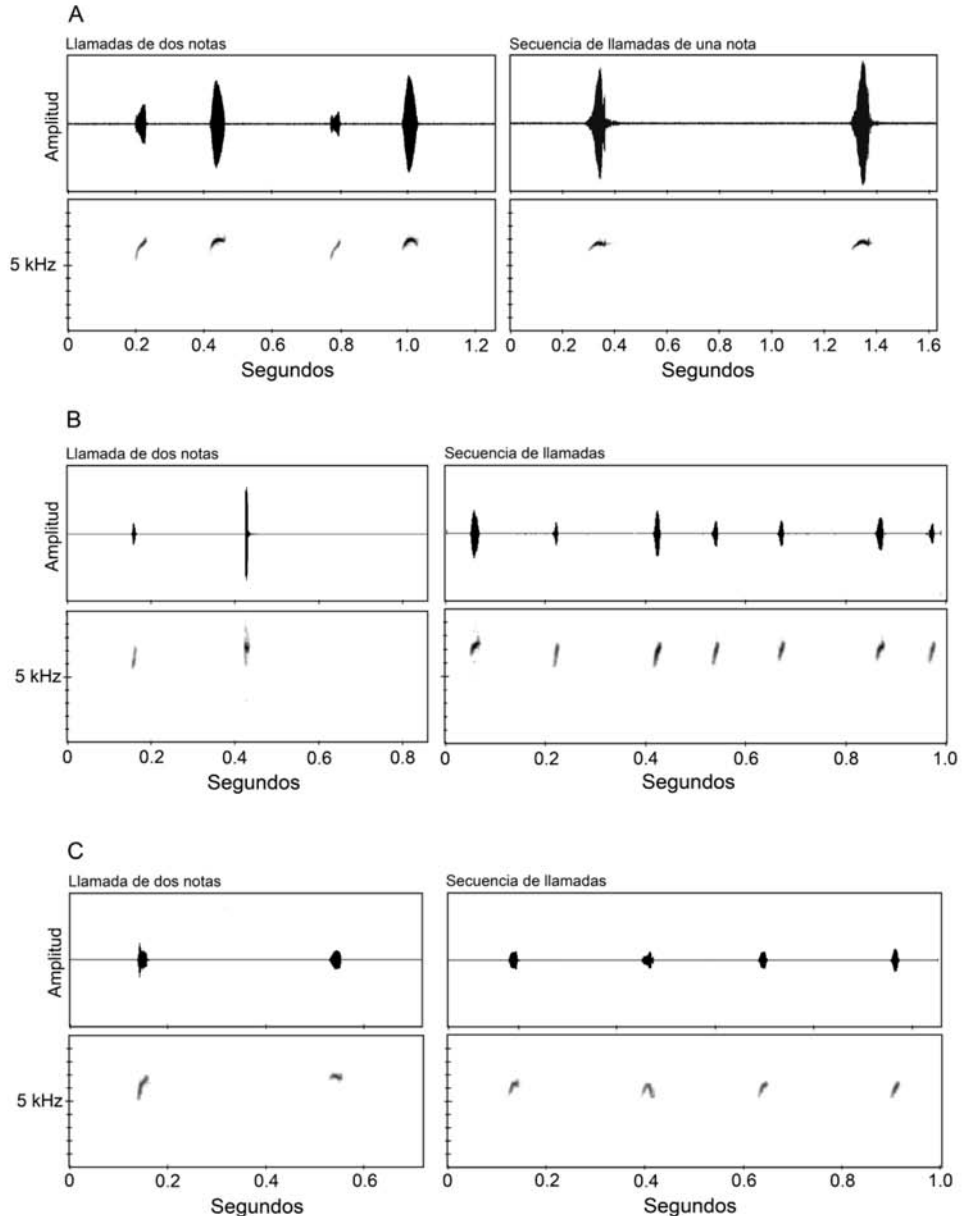 A
Llamadas de dos notas
Secuencia de llamadas de una nota
Amplitud
5 kHz
0 0.2 0.4 0.6 0.8 1.0 1.2
0 0.2 0.4 0.6 0.8 1.0 1.2 1.4 1.6
Segundos
Segundos
B
Llamada de dos notas
Secuencia de llamadas
Amplitud
5 kHz
0 0.2 0.4 0.6 0.8
0 0.2 0.4 0.6 0.8 1.0
Segundos
Segundos
C
Llamada de dos notas
Secuencia de llamadas
Amplitud
5 kHz
0 0.2 0.4 0.6
0 0.2 0.4 0.6 0.8 1.0
Segundos
Segundos